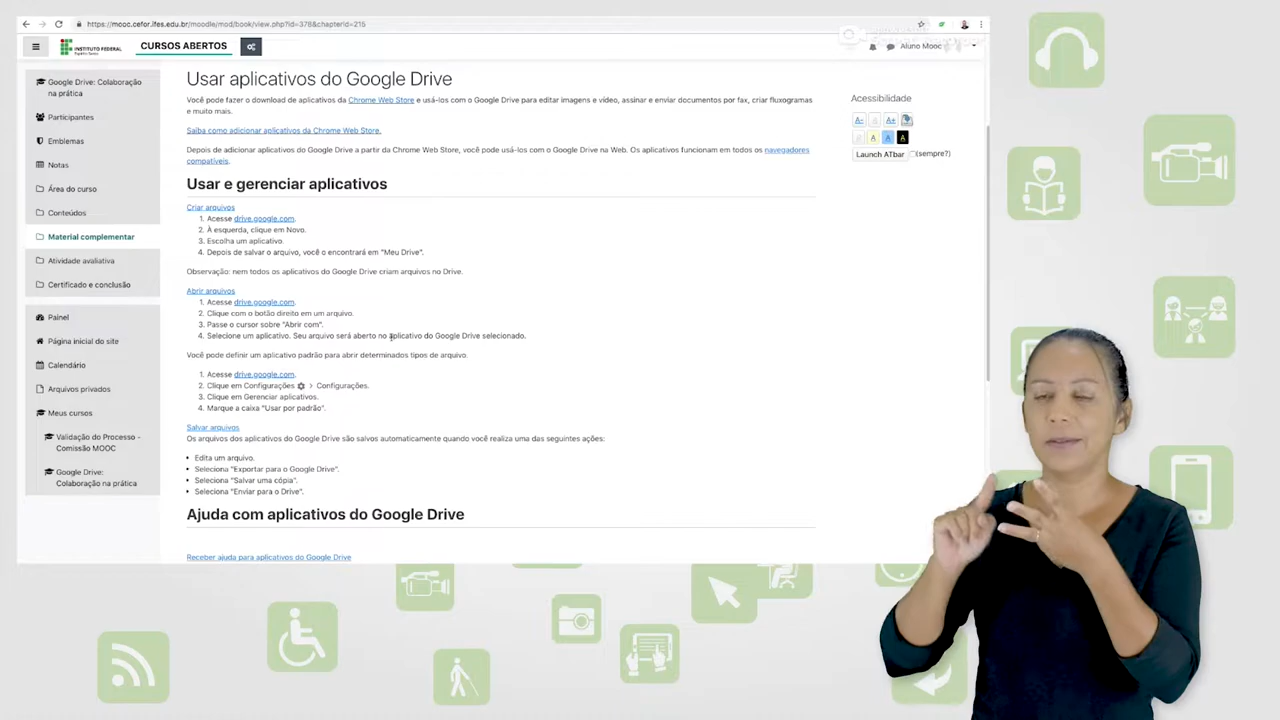 https://mooc.cefor.ifes.edu.br/moodle/mod/book/view.php?id=378&chapterid=215
INSTITUTO FEDERAL
CURSOS ABERTOS
Aluno Mooc
Google Drive: Colaboração
na prática
Participantes
Emblemas
Notas
Área do curso
Conteúdos
Material complementar
Atividade avaliativa
Certificado e conclusão
Painel
Página inicial do site
Calendário
Arquivos privados
Meus cursos
Validação do Processo -
Comissão MOOC
Google Drive:
Colaboração na prática
Usar aplicativos do Google Drive
Você pode fazer o download de aplicativos da Chrome Web Store e usá-los com o Google Drive para editar imagens e vídeo, assinar e enviar documentos por fax, criar fluxogramas
e muito mais.
Saiba como adicionar aplicativos da Chrome Web Store.
Depois de adicionar aplicativos do Google Drive a partir da Chrome Web Store, você pode usá-los com o Google Drive na Web. Os aplicativos funcionam em todos os navegadores
compatíveis.
Usar e gerenciar aplicativos
Criar arquivos
1. Acesse drive.google.com.
2. À esquerda, clique em Novo.
3. Escolha um aplicativo.
4. Depois de salvar o arquivo, você o encontrará em "Meu Drive".
Observação: nem todos os aplicativos do Google Drive criam arquivos no Drive.
Abrir arquivos
1. Acesse drive.google.com.
2. Clique com o botão direito em um arquivo.
3. Passe o cursor sobre "Abrir com".
4. Selecione um aplicativo. Seu arquivo será aberto no aplicativo do Google Drive selecionado.
Você pode definir um aplicativo padrão para abrir determinados tipos de arquivo.
1. Acesse drive.google.com.
2. Clique em Configurações > Configurações.
3. Clique em Gerenciar aplicativos.
4. Marque a caixa "Usar por padrão".
Salvar arquivos
Os arquivos dos aplicativos do Google Drive são salvos automaticamente quando você realiza uma das seguintes ações:
• Edita um arquivo.
• Seleciona "Exportar para o Google Drive".
• Seleciona "Salvar uma cópia".
• Seleciona "Enviar para o Drive".
Ajuda com aplicativos do Google Drive
Receber ajuda para aplicativos do Google Drive
Acessibilidade
A- A A+
A A A A
Launch ATbar (sempre?)